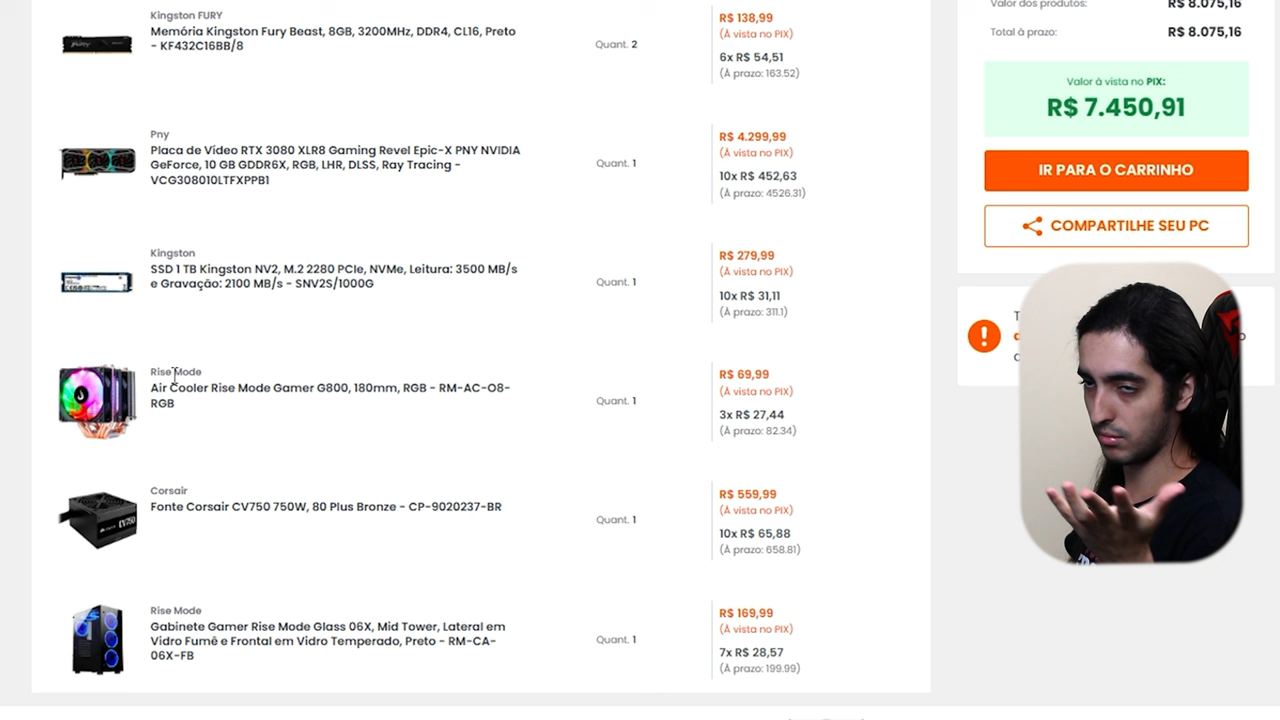 Kingston FURY
Memória Kingston Fury Beast, 8GB, 3200MHz, DDR4, CL16, Preto
- KF432C16BB/8
Quant. 2
R$ 138,99
(À vista no PIX)
6x R$ 54,51
(À prazo: 163.52)
Pny
Placa de Vídeo RTX 3080 XLR8 Gaming Revel Epic-X PNY NVIDIA
GeForce, 10 GB GDDR6X, RGB, LHR, DLSS, Ray Tracing -
VCG308010LTFXPPB1
Quant. 1
R$ 4.299,99
(À vista no PIX)
10x R$ 452,63
(À prazo: 4526.31)
Kingston
SSD 1 TB Kingston NV2, M.2 2280 PCIe, NVMe, Leitura: 3500 MB/s
e Gravação: 2100 MB/s - SNV2S/1000G
Quant. 1
R$ 279,99
(À vista no PIX)
10x R$ 31,11
(À prazo: 311.1)
Rise Mode
Air Cooler Rise Mode Gamer G800, 180mm, RGB - RM-AC-O8-
RGB
Quant. 1
R$ 69,99
(À vista no PIX)
3x R$ 27,44
(À prazo: 82.34)
Corsair
Fonte Corsair CV750 750W, 80 Plus Bronze - CP-9020237-BR
CV750
Quant. 1
R$ 559,99
(À vista no PIX)
10x R$ 65,88
(À prazo: 658.81)
Rise Mode
Gabinete Gamer Rise Mode Glass 06X, Mid Tower, Lateral em
Vidro Fumê e Frontal em Vidro Temperado, Preto - RM-CA-
06X-FB
Quant. 1
R$ 169,99
(À vista no PIX)
7x R$ 28,57
(À prazo: 199.99)
Valor dos produtos: R$ 8.075,16
Total à prazo: R$ 8.075,16
Valor à vista no PIX:
R$ 7.450,91
IR PARA O CARRINHO
COMPARTILHE SEU PC